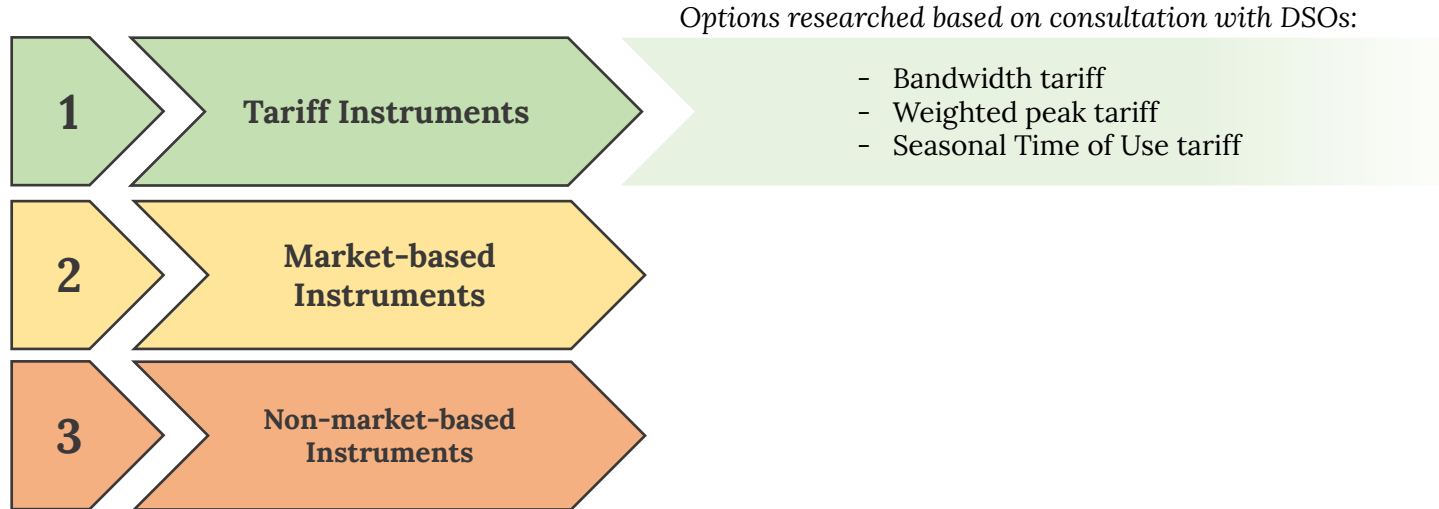 Options researched based on consultation with DSOs:
1
Tariff Instruments
- Bandwidth tariff
- Weighted peak tariff
- Seasonal Time of Use tariff
2
Market-based
Instruments
3
Non-market-based
Instruments